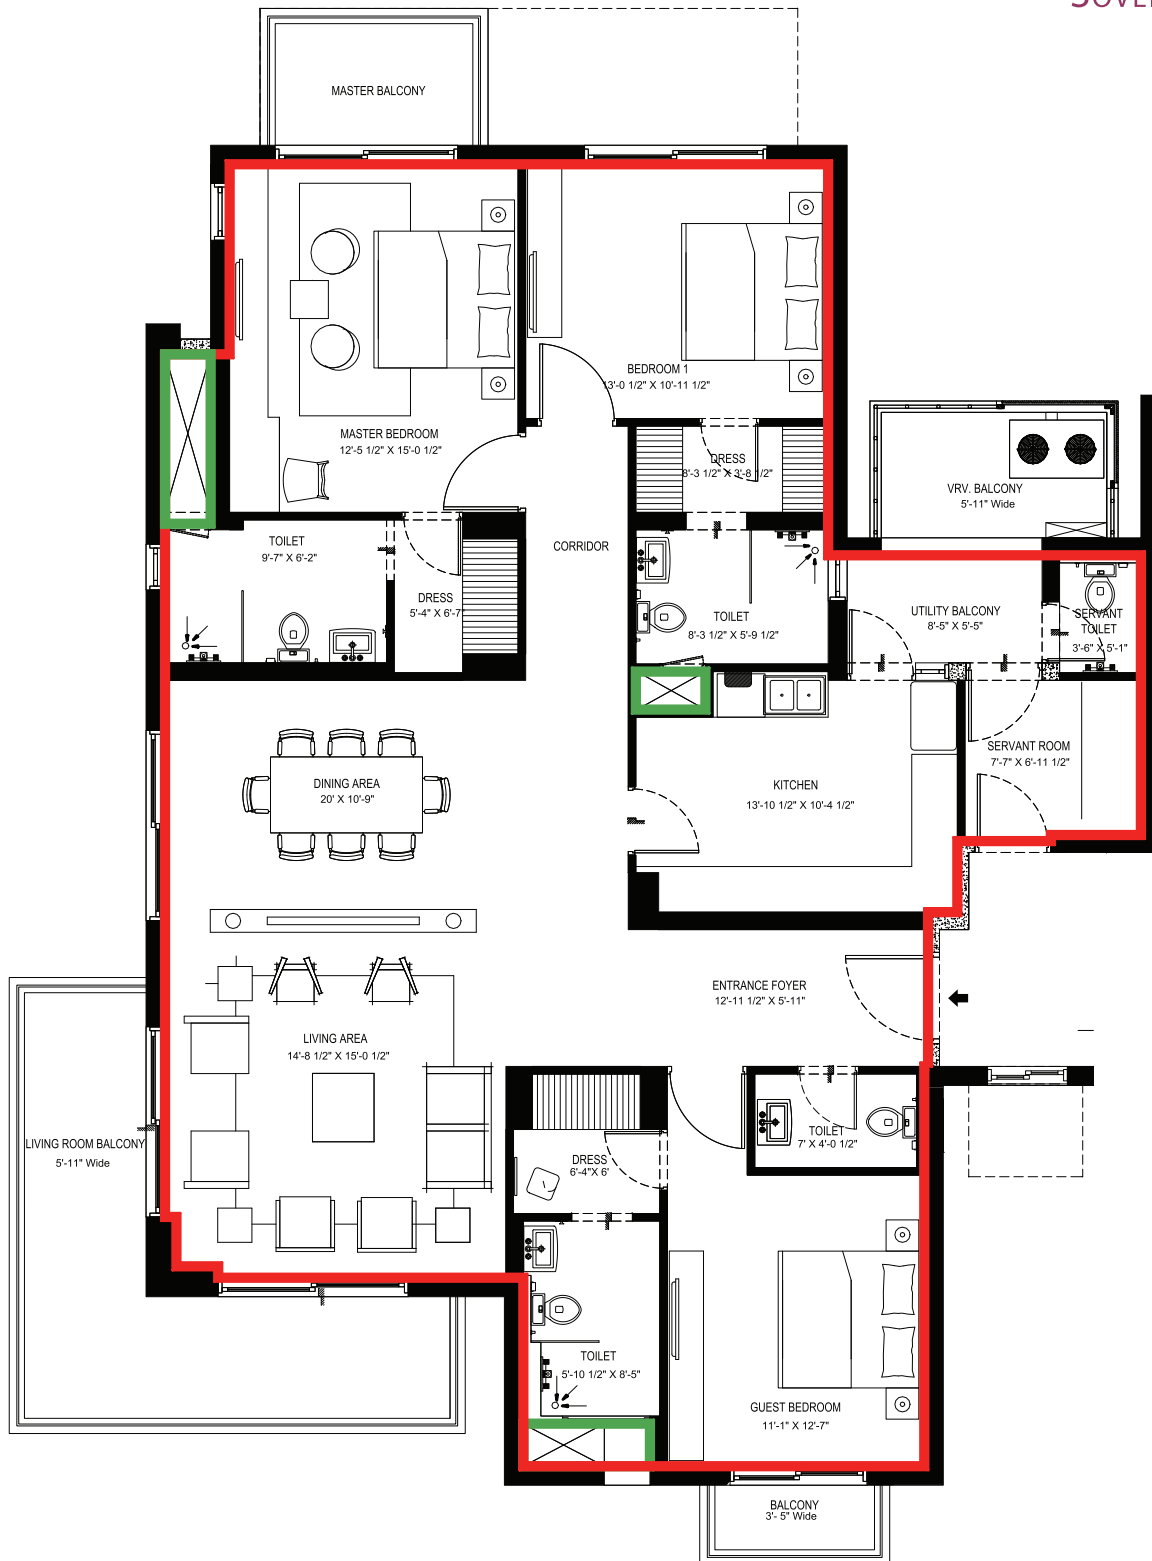 MASTER BALCONY
BEDROOM 1
13'-0 1/2" X 10'-11 1/2"
MASTER BEDROOM
12'-5 1/2" X 15'-0 1/2"
DRESS
8'-3 1/2" X 3'-8 1/2"
VRV. BALCONY
5'-11" Wide
TOILET
9'-7" X 6'-2"
CORRIDOR
DRESS
5'-4" X 6'-7"
TOILET
8'-3 1/2" X 5'-9 1/2"
UTILITY BALCONY
8'-5" X 5'-5"
SERVANT
TOILET
3'-6" X 5'-1"
SERVANT ROOM
7'-7" X 6'-11 1/2"
DINING AREA
20' X 10'-9"
KITCHEN
13'-10 1/2" X 10'-4 1/2"
ENTRANCE FOYER
12'-11 1/2" X 5'-11"
LIVING AREA
14'-8 1/2" X 15'-0 1/2"
LIVING ROOM BALCONY
5'-11" Wide
TOILET
7' X 4'-0 1/2"
DRESS
6'-4"X 6'
TOILET
5'-10 1/2" X 8'-5"
GUEST BEDROOM
11'-1" X 12'-7"
BALCONY
3'- 5" Wide